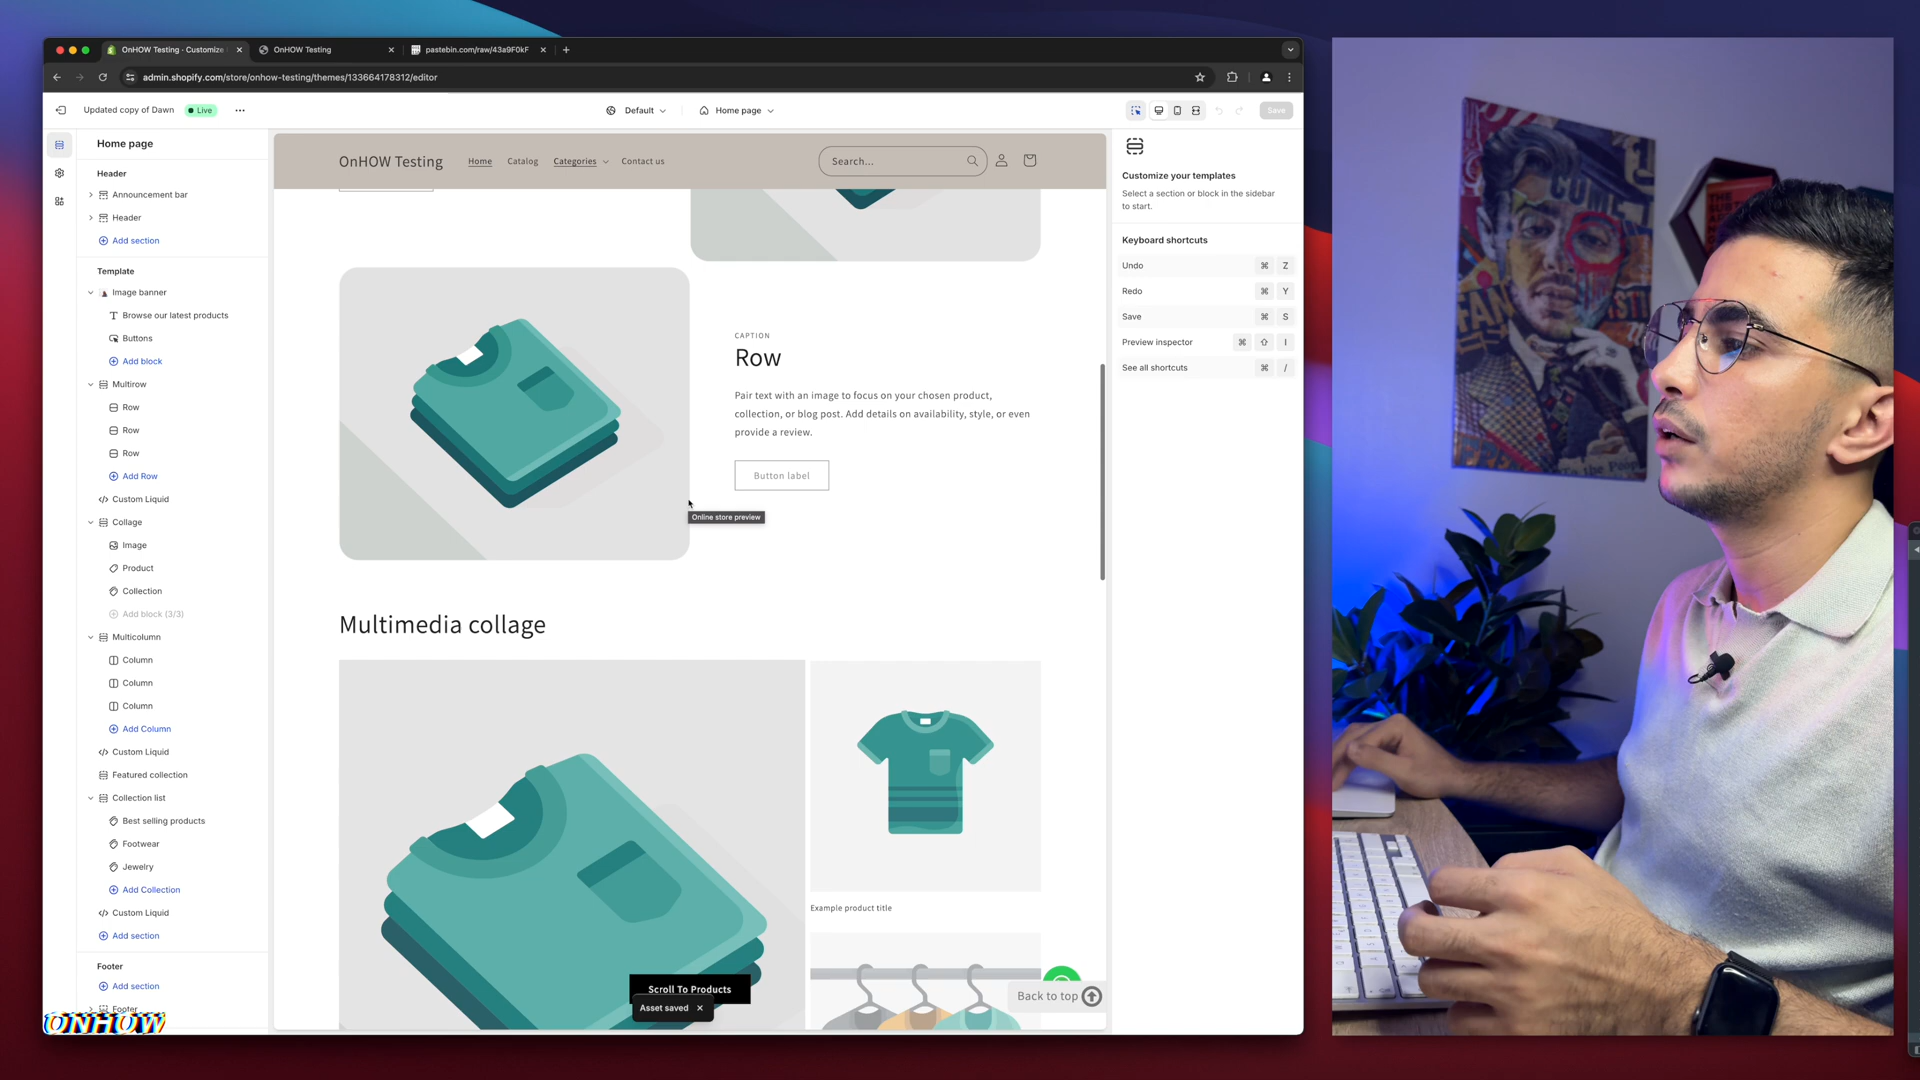 OnHOW Testing - Customize
OnHOW Testing
pastebin.com/raw/43a9F0kF
admin.shopify.com/store/onhow-testing/themes/133664178312/editor
Updated copy of Dawn
Live
Default
Home page
Save
Home page
Header
Announcement bar
Header
Add section
Template
Image banner
Browse our latest products
Buttons
Add block
Multirow
Row
Row
Row
Add Row
Custom Liquid
Collage
Image
Product
Collection
Add block (3/3)
Multicolumn
Column
Column
Column
Add Column
Custom Liquid
Featured collection
Collection list
Best selling products
Footwear
Jewelry
Add Collection
Custom Liquid
Add section
Footer
Add section
Footer
ONHOW
OnHOW Testing
Home
Catalog
Categories
Contact us
Search...
CAPTION
Row
Pair text with an image to focus on your chosen product,
collection, or blog post. Add details on availability, style, or even
provide a review.
Button label
Online store preview
Multimedia collage
Example product title
Scroll To Products
Asset saved
Back to top
Customize your templates
Select a section or block in the sidebar
to start.
Keyboard shortcuts
Undo ⌘ Z
Redo ⌘ Y
Save ⌘ S
Preview inspector ⌘ ⇧ I
See all shortcuts ⌘ /